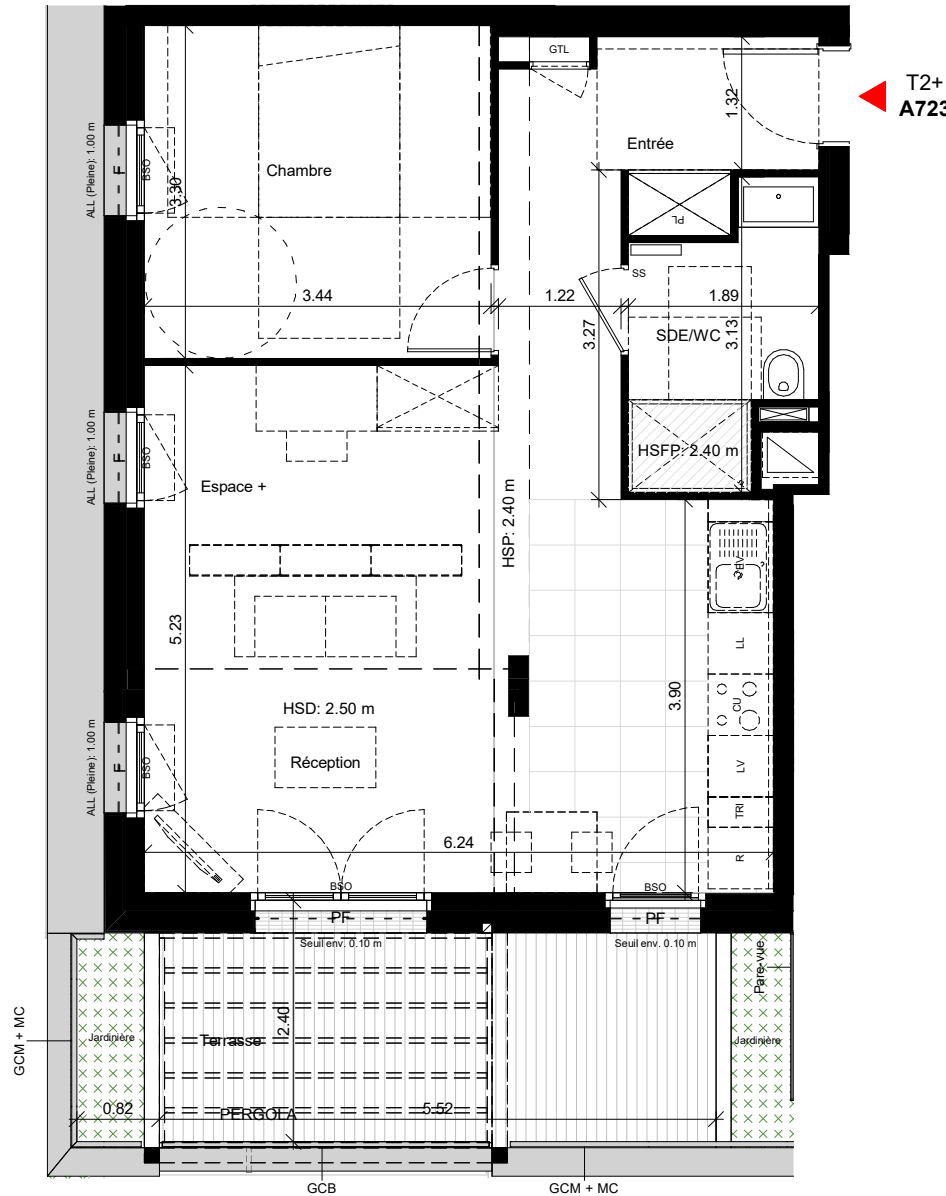 GTL
T2+
A723
1.32
Entrée
Chambre
BSO
F
ALL (Pleine): 1.00 m
3.30
PL
SS
3.44
1.22
1.89
3.27
SDE/WC
3.13
HSFP: 2.40 m
ALL (Pleine): 1.00 m
F
BSO
Espace +
HSP: 2.40 m
EV
5.23
LL
3.90
CU
HSD: 2.50 m
ALL (Pleine): 1.00 m
F
BSO
Réception
LV
TRI
6.24
R
BSO
BSO
PF
PF
Seuil env. 0.10 m
Seuil env. 0.10 m
Pare-vue
GCM + MC
Jardinière
2.40
Terrasse
Jardinière
0.82
PERGOLA
5.52
GCB
GCM + MC